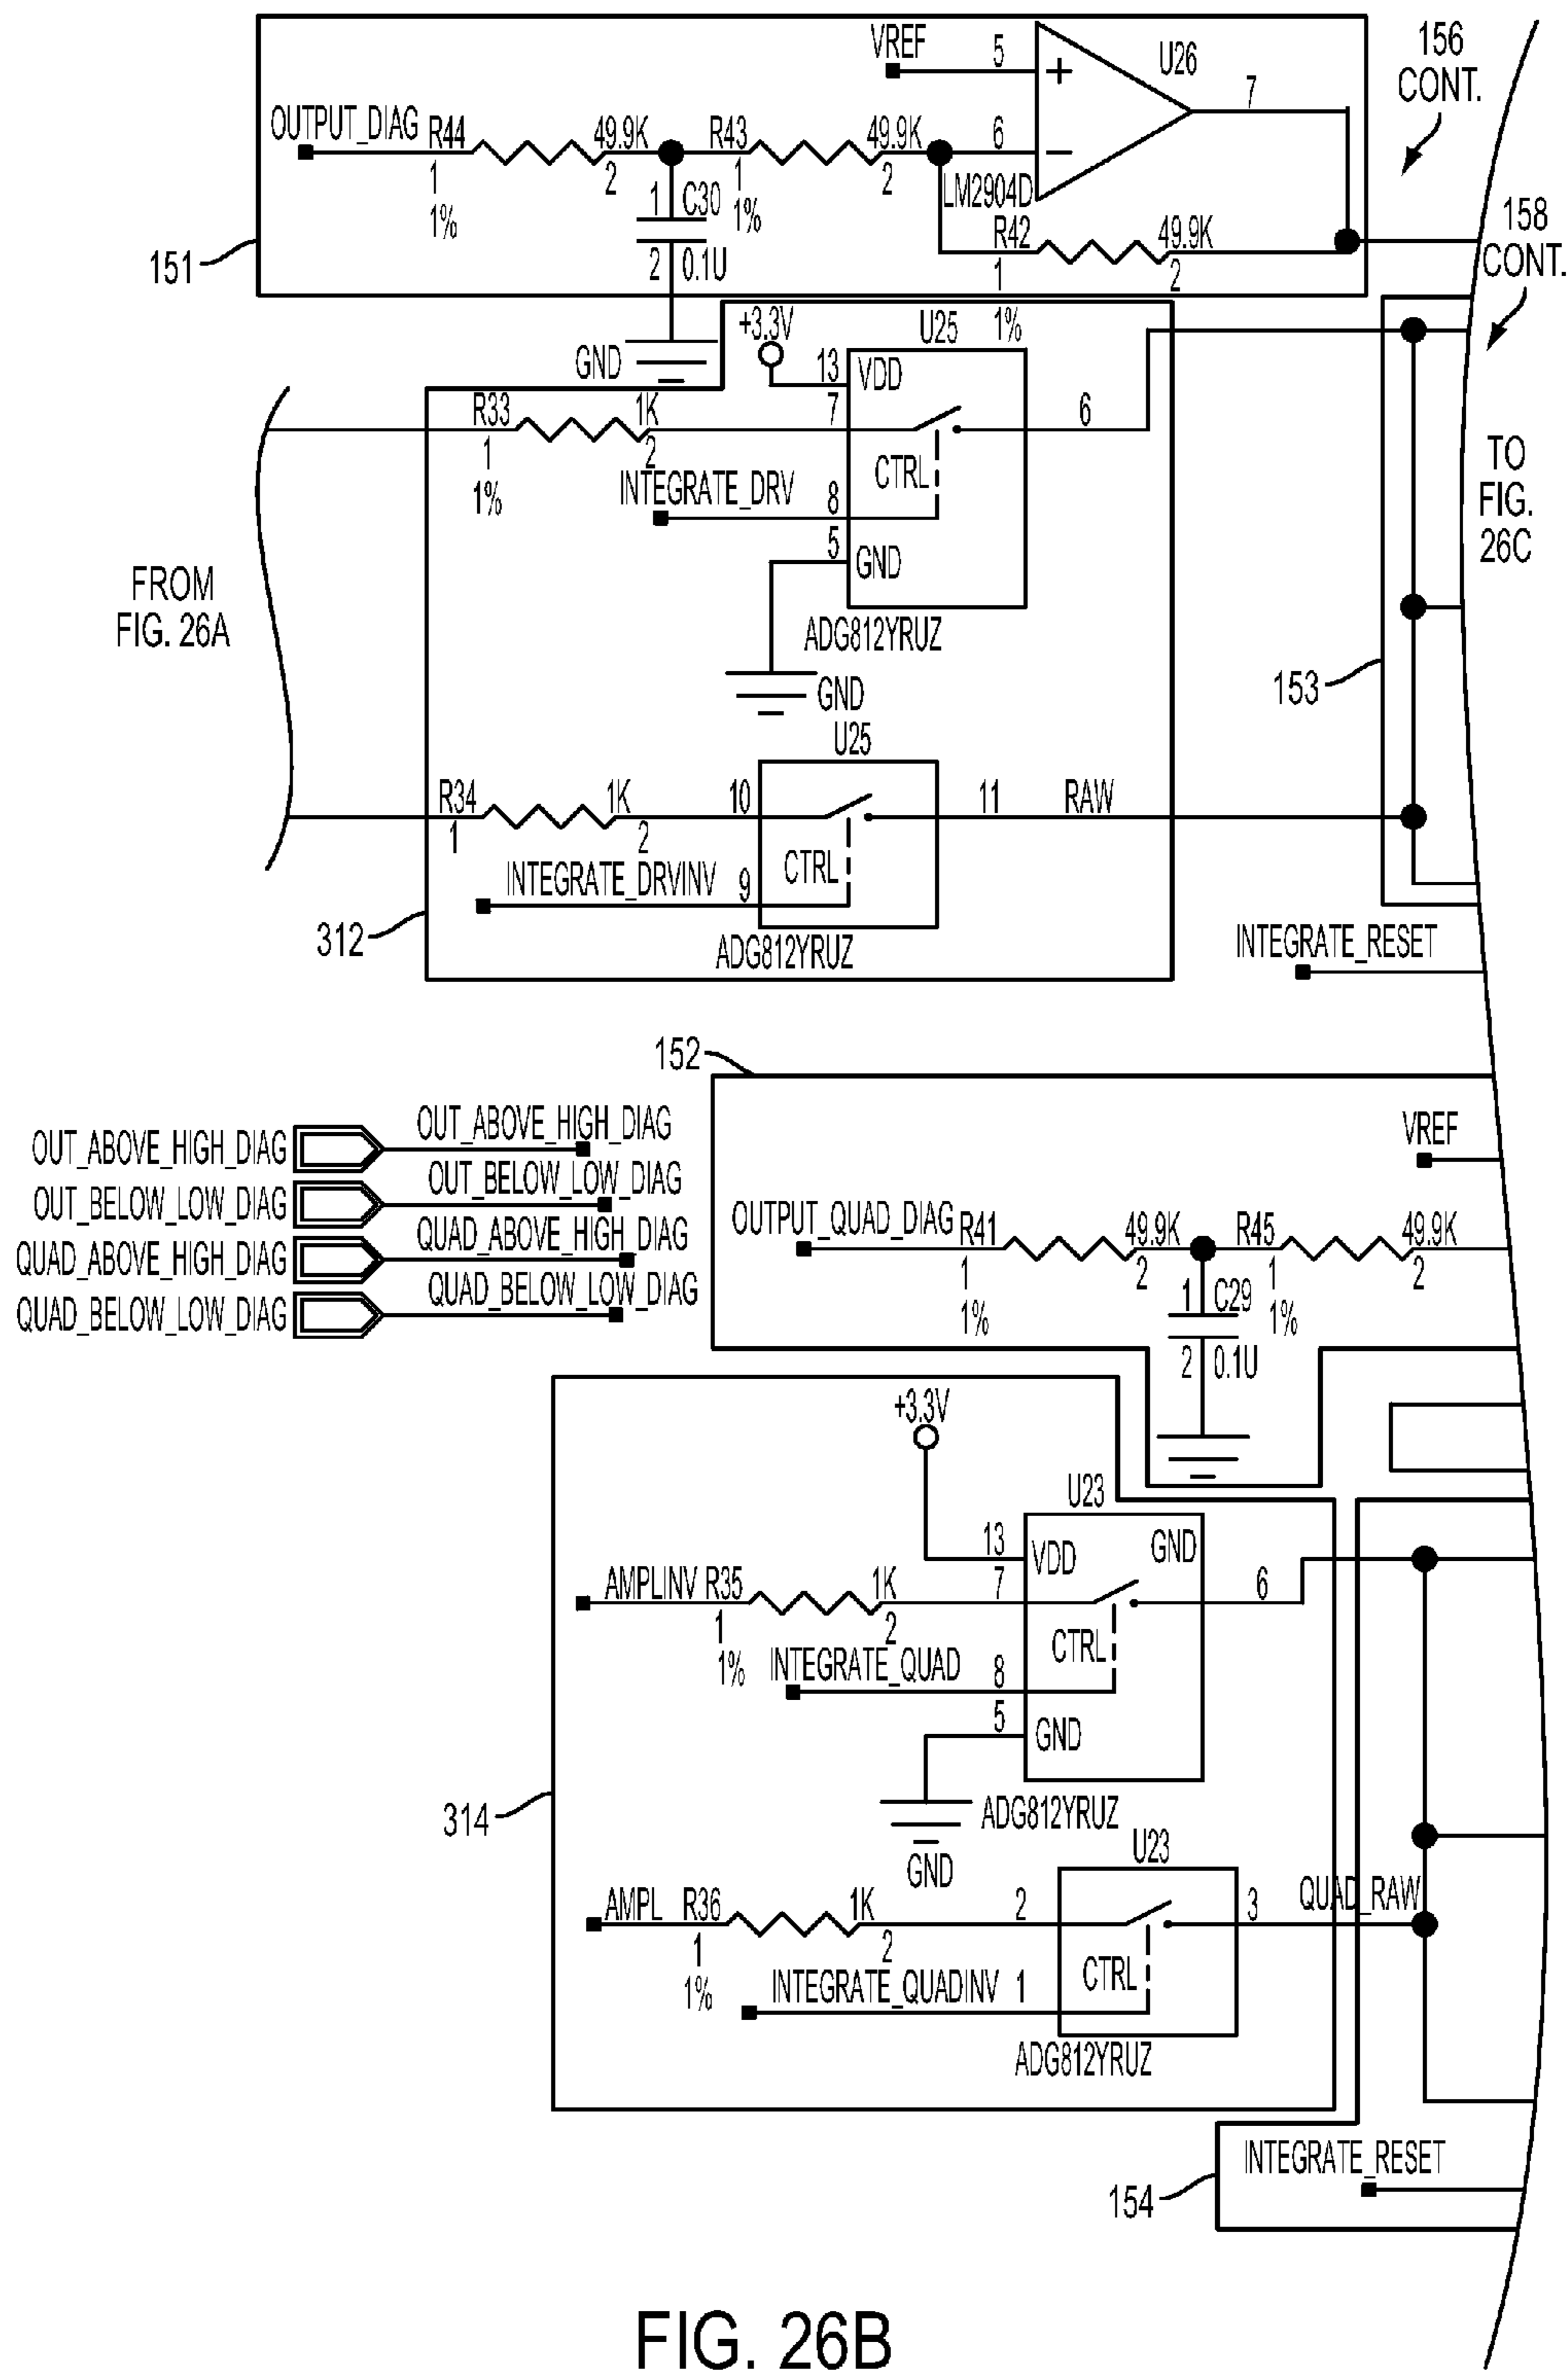 156
CONT.
VREF
5
U26
7
OUTPUT_DIAG
R44
49.9K
R43
49.9K
6
1
2
1
2
1%
1
C30
1%
LM2904D
158
CONT.
R42
49.9K
151
2
0.1U
1
2
+3.3V
U25
1%
GND
13
VDD
R33
1K
7
6
1
2
CTRL
TO
FIG.
26C
1%
INTEGRATE_DRV
8
5
GND
FROM
FIG. 26A
ADG812YRUZ
153
GND
U25
R34
1K
10
11
RAW
1
2
CTRL
INTEGRATE_DRVINV
9
312
ADG812YRUZ
INTEGRATE_RESET
152
OUT_ABOVE_HIGH_DIAG
OUT_ABOVE_HIGH_DIAG
VREF
OUT_BELOW_LOW_DIAG
OUT_BELOW_LOW_DIAG
OUTPUT_QUAD_DIAG
R41
49.9K
R45
49.9K
QUAD_ABOVE_HIGH_DIAG
QUAD_ABOVE_HIGH_DIAG
1
2
1
2
QUAD_BELOW_LOW_DIAG
QUAD_BELOW_LOW_DIAG
1%
1
C29
1%
2
0.1U
+3.3V
U23
13
VDD
GND
AMPLINV
R35
1K
7
6
1
2
CTRL
1%
INTEGRATE_QUAD
8
5
GND
314
ADG812YRUZ
GND
U23
AMPL
R36
1K
2
3
QUAD_RAW
1
2
CTRL
1%
INTEGRATE_QUADINV
1
ADG812YRUZ
INTEGRATE_RESET
154
FIG. 26B